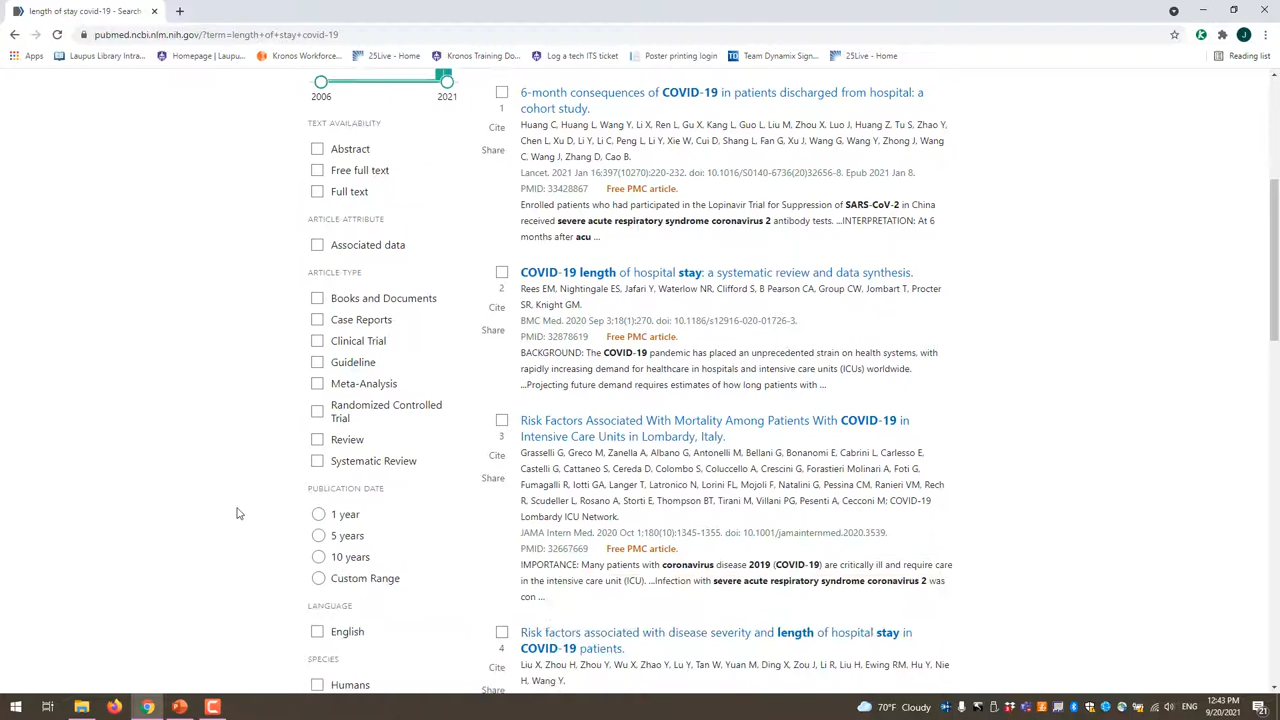 length of stay covid-19 - Search
pubmed.ncbi.nlm.nih.gov/?term=length+of+stay+covid-19
Apps
Laupus Library Intra...
Homepage | Laupu...
Kronos Workforce...
25Live - Home
Kronos Training Do...
Log a tech ITS ticket
Poster printing login
Team Dynamix Sign...
25Live - Home
Reading list
2006
2021
TEXT AVAILABILITY
Abstract
Free full text
Full text
ARTICLE ATTRIBUTE
Associated data
ARTICLE TYPE
Books and Documents
Case Reports
Clinical Trial
Guideline
Meta-Analysis
Randomized Controlled
Trial
Review
Systematic Review
PUBLICATION DATE
1 year
5 years
10 years
Custom Range
LANGUAGE
English
SPECIES
Humans
1
Cite
Share
6-month consequences of COVID-19 in patients discharged from hospital: a
cohort study.
Huang C, Huang L, Wang Y, Li X, Ren L, Gu X, Kang L, Guo L, Liu M, Zhou X, Luo J, Huang Z, Tu S, Zhao Y,
Chen L, Xu D, Li Y, Li C, Peng L, Li Y, Xie W, Cui D, Shang L, Fan G, Xu J, Wang G, Wang Y, Zhong J, Wang
C, Wang J, Zhang D, Cao B.
Lancet. 2021 Jan 16;397(10270):220-232. doi: 10.1016/S0140-6736(20)32656-8. Epub 2021 Jan 8.
PMID: 33428867 Free PMC article.
Enrolled patients who had participated in the Lopinavir Trial for Suppression of SARS-CoV-2 in China
received severe acute respiratory syndrome coronavirus 2 antibody tests. ...INTERPRETATION: At 6
months after acu ...
2
Cite
Share
COVID-19 length of hospital stay: a systematic review and data synthesis.
Rees EM, Nightingale ES, Jafari Y, Waterlow NR, Clifford S, B Pearson CA, Group CW, Jombart T, Procter
SR, Knight GM.
BMC Med. 2020 Sep 3;18(1):270. doi: 10.1186/s12916-020-01726-3.
PMID: 32878619 Free PMC article.
BACKGROUND: The COVID-19 pandemic has placed an unprecedented strain on health systems, with
rapidly increasing demand for healthcare in hospitals and intensive care units (ICUs) worldwide.
...Projecting future demand requires estimates of how long patients with ...
3
Cite
Share
Risk Factors Associated With Mortality Among Patients With COVID-19 in
Intensive Care Units in Lombardy, Italy.
Grasselli G, Greco M, Zanella A, Albano G, Antonelli M, Bellani G, Bonanomi E, Cabrini L, Carlesso E,
Castelli G, Cattaneo S, Cereda D, Colombo S, Coluccello A, Crescini G, Forastieri Molinari A, Foti G,
Fumagalli R, Iotti GA, Langer T, Latronico N, Lorini FL, Mojoli F, Natalini G, Pessina CM, Ranieri VM, Rech
R, Scudeller L, Rosano A, Storti E, Thompson BT, Tirani M, Villani PG, Pesenti A, Cecconi M; COVID-19
Lombardy ICU Network.
JAMA Intern Med. 2020 Oct 1;180(10):1345-1355. doi: 10.1001/jamainternmed.2020.3539.
PMID: 32667669 Free PMC article.
IMPORTANCE: Many patients with coronavirus disease 2019 (COVID-19) are critically ill and require care
in the intensive care unit (ICU). ...Infection with severe acute respiratory syndrome coronavirus 2 was
con ...
4
Cite
Share
Risk factors associated with disease severity and length of hospital stay in
COVID-19 patients.
Liu X, Zhou H, Zhou Y, Wu X, Zhao Y, Lu Y, Tan W, Yuan M, Ding X, Zou J, Li R, Liu H, Ewing RM, Hu Y, Nie
H, Wang Y.
70°F Cloudy
ENG
12:43 PM
9/20/2021
21